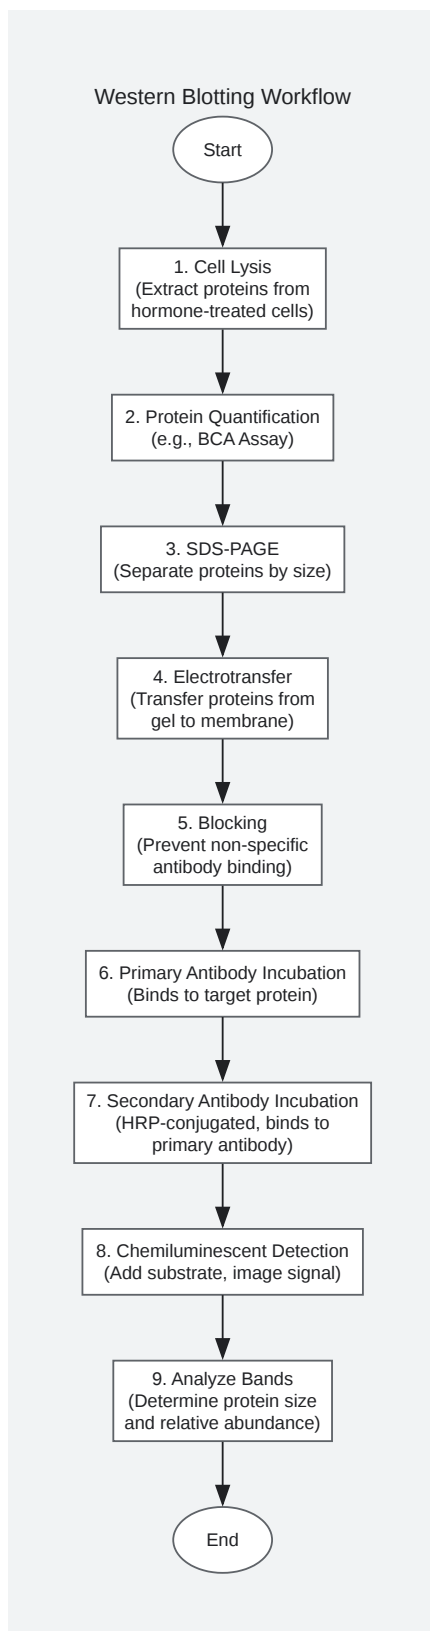 Western Blotting Workflow
Start
1. Cell Lysis
(Extract proteins from
hormone-treated cells)
2. Protein Quantification
(e.g., BCA Assay)
3. SDS-PAGE
(Separate proteins by size)
4. Electrotransfer
(Transfer proteins from
gel to membrane)
5. Blocking
(Prevent non-specific
antibody binding)
6. Primary Antibody Incubation
(Binds to target protein)
7. Secondary Antibody Incubation
(HRP-conjugated, binds to
primary antibody)
8. Chemiluminescent Detection
(Add substrate, image signal)
9. Analyze Bands
(Determine protein size
and relative abundance)
End